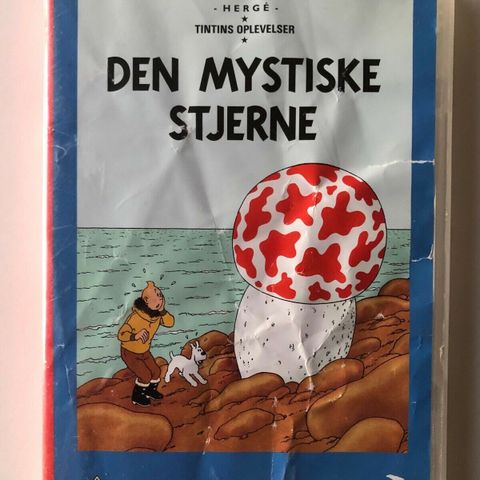 - HERGÉ -
TINTINS OPLEVELSER
DEN MYSTISKE
STJERNE